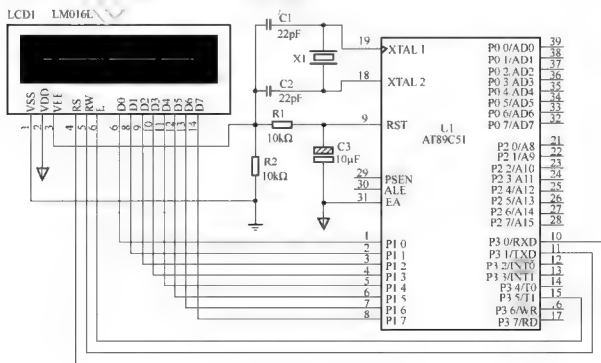 LCD1 LM016L
VSS
VDD
VEE
RS
RW
E
D0
D1
D2
D3
D4
D5
D6
D7
1
2
3
4
5
6
6
8
9
10
11
12
13
14
C1
22pF
X1
C2
22pF
R1
10kΩ
R2
10kΩ
C3
10μF
19
18
9
29
30
31
1
2
3
4
5
6
7
8
XTAL 1
XTAL 2
RST
PSEN
ALE
EA
P1 0
P1 1
P1 2
P1 3
P1 4
P1 5
P1 6
P1 7
U1
AT89C51
P0 0/AD0 39
P0 1/AD1 38
P0 2/AD2 37
P0 3/AD3 36
P0 4/AD4 35
P0 5/AD5 34
P0 6/AD6 33
P0 7/AD7 32
P2 0/A8 21
P2 1/A9 22
P2 2/A10 23
P2 3/A11 24
P2 4/A12 25
P2 5/A13 26
P2 6/A14 27
P2 7/A15 28
P3 0/RXD 10
P3 1/TXD 11
P3 2/INT0 12
P3 3/INT1 13
P3 4/T0 14
P3 5/T1 15
P3 6/WR .6
P3 7/RD 17